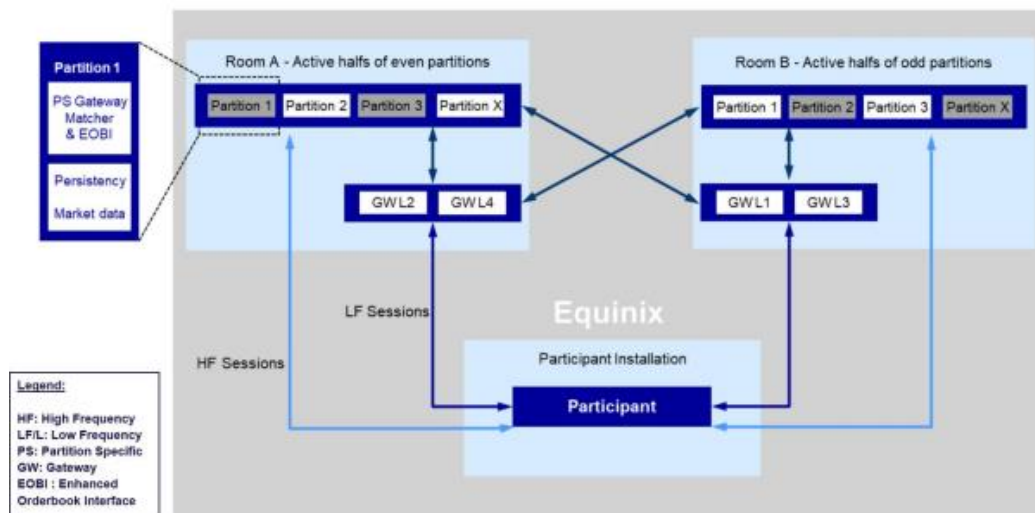 Partition 1
PS Gateway
Matcher
& EOBI
Persistency
Market data
Room A - Active halfs of even partitions
Partition 1 Partition 2 Partition 3 Partition X
GWL2 GWL4
Room B - Active halfs of odd partitions
Partition 1 Partition 2 Partition 3 Partition X
GWL1 GWL3
LF Sessions
HF Sessions
Equinix
Participant Installation
Participant
Legend:
HF: High Frequency
LF/L: Low Frequency
PS: Partition Specific
GW: Gateway
EOBI : Enhanced
Orderbook Interface